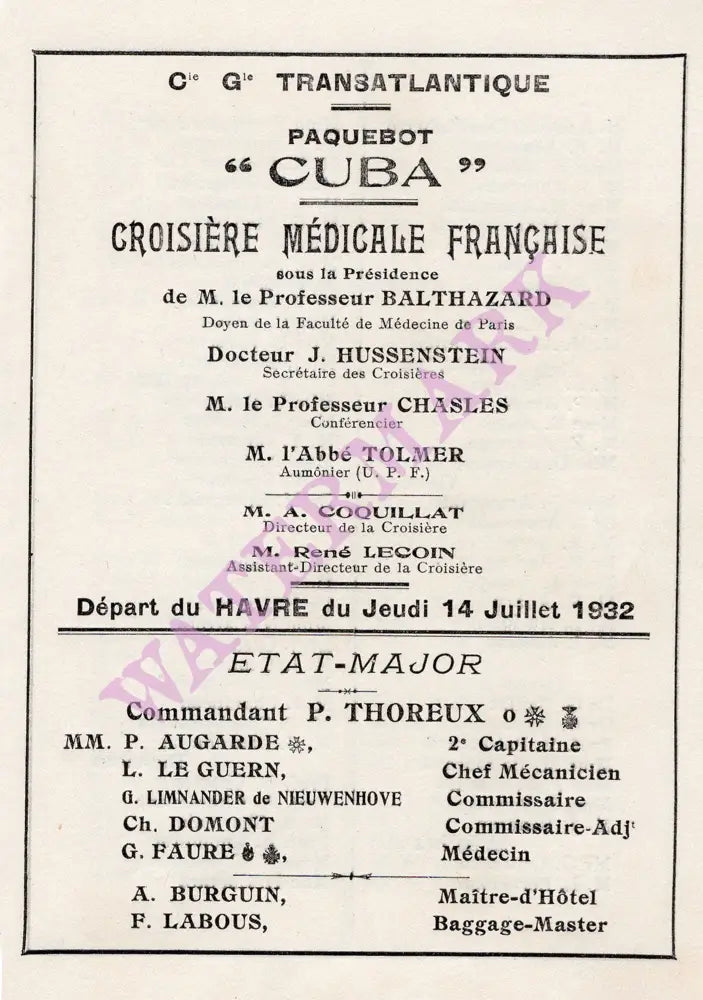 Cie Gle TRANSATLANTIQUE
PAQUEBOT
“ CUBA ”
CROISIÈRE MÉDICALE FRANÇAISE
sous la Présidence
de M. le Professeur BALTHAZARD
Doyen de la Faculté de Médecine de Paris
Docteur J. HUSSENSTEIN
Secrétaire des Croisières
M. le Professeur CHASLES
Conférencier
M. l'Abbé TOLMER
Aumônier (U. P. F.)
M. A. COQUILLAT
Directeur de la Croisière
M. René LECOIN
Assistant-Directeur de la Croisière
Départ du HAVRE du Jeudi 14 Juillet 1932
ETAT-MAJOR
Commandant P. THOREUX o
MM. P. AUGARDE, 2e Capitaine
L. LE GUERN, Chef Mécanicien
G. LIMNANDER de NIEUWENHOVE Commissaire
Ch. DOMONT Commissaire-Adjt
G. FAURE, Médecin
A. BURGUIN, Maître-d'Hôtel
F. LABOUS, Baggage-Master
WATERMARK